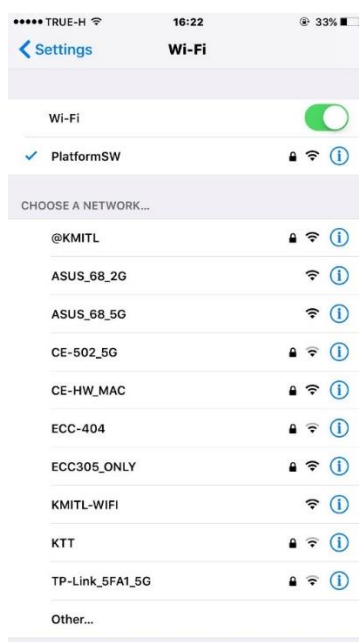 TRUE-H 16:22 33%
Settings Wi-Fi
Wi-Fi
PlatformSW
CHOOSE A NETWORK...
@KMITL
ASUS_68_2G
ASUS_68_5G
CE-502_5G
CE-HW_MAC
ECC-404
ECC305_ONLY
KMITL-WIFI
KTT
TP-Link_5FA1_5G
Other...